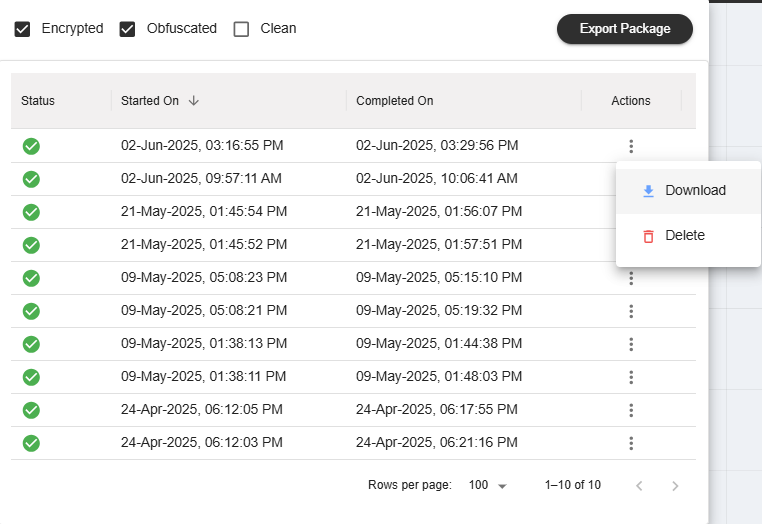 Encrypted Obfuscated Clean Export Package
Status Started On Completed On Actions
02-Jun-2025, 03:16:55 PM 02-Jun-2025, 03:29:56 PM
02-Jun-2025, 09:57:11 AM 02-Jun-2025, 10:06:41 AM
Download
21-May-2025, 01:45:54 PM 21-May-2025, 01:56:07 PM
Delete
21-May-2025, 01:45:52 PM 21-May-2025, 01:57:51 PM
09-May-2025, 05:08:23 PM 09-May-2025, 05:15:10 PM
09-May-2025, 05:08:21 PM 09-May-2025, 05:19:32 PM
09-May-2025, 01:38:13 PM 09-May-2025, 01:44:38 PM
09-May-2025, 01:38:11 PM 09-May-2025, 01:48:03 PM
24-Apr-2025, 06:12:05 PM 24-Apr-2025, 06:17:55 PM
24-Apr-2025, 06:12:03 PM 24-Apr-2025, 06:21:16 PM
Rows per page: 100 1–10 of 10